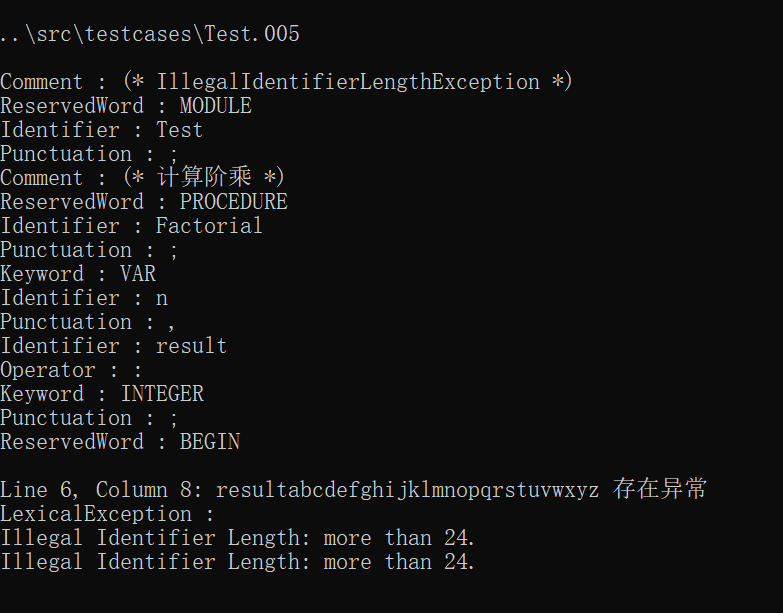 ..\src\testcases\Test.005
Comment : (* IllegalIdentifierLengthException *)
ReservedWord : MODULE
Identifier : Test
Punctuation : ;
Comment : (* 计算阶乘 *)
ReservedWord : PROCEDURE
Identifier : Factorial
Punctuation : ;
Keyword : VAR
Identifier : n
Punctuation : ,
Identifier : result
Operator : :
Keyword : INTEGER
Punctuation : ;
ReservedWord : BEGIN
Line 6, Column 8: resultabcdefghijklmnopqrstuvwxyz 存在异常
LexicalException :
Illegal Identifier Length: more than 24.
Illegal Identifier Length: more than 24.